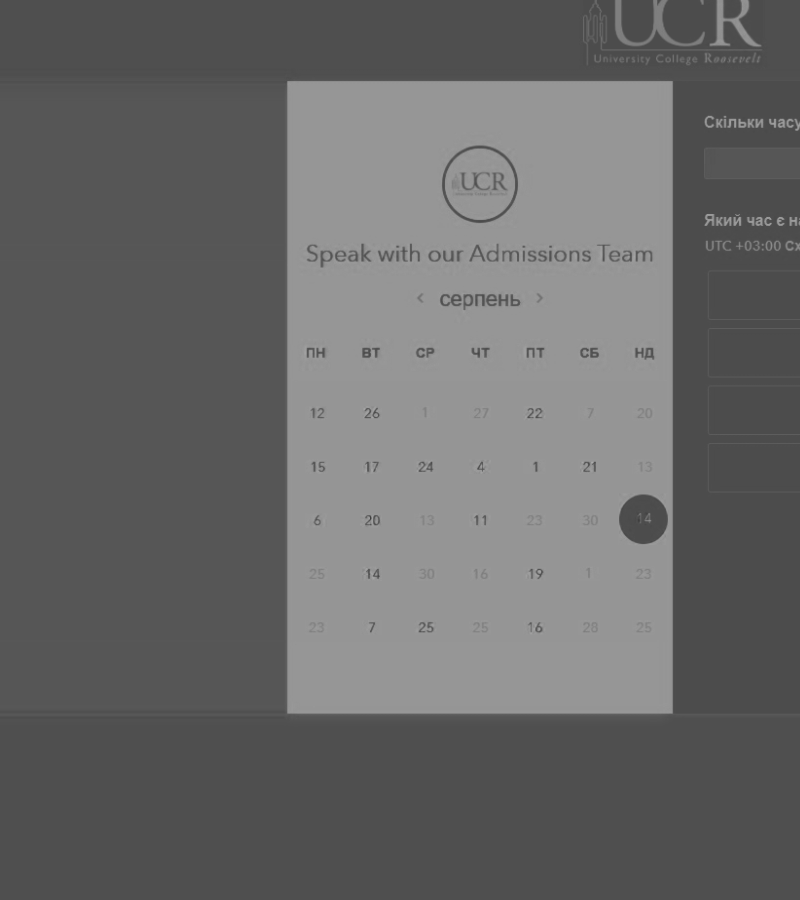 UCR
University College Roosevelt
UCR
Speak with our Admissions Team
< серпень >
ПН ВТ СР ЧТ ПТ СБ НД
12 26 1 27 22 7 20
15 17 24 4 1 21 13
6 20 13 11 23 30 14
25 14 30 16 19 1 23
23 7 25 25 16 28 25
Скільки часу
Який час є
UTC +03:00